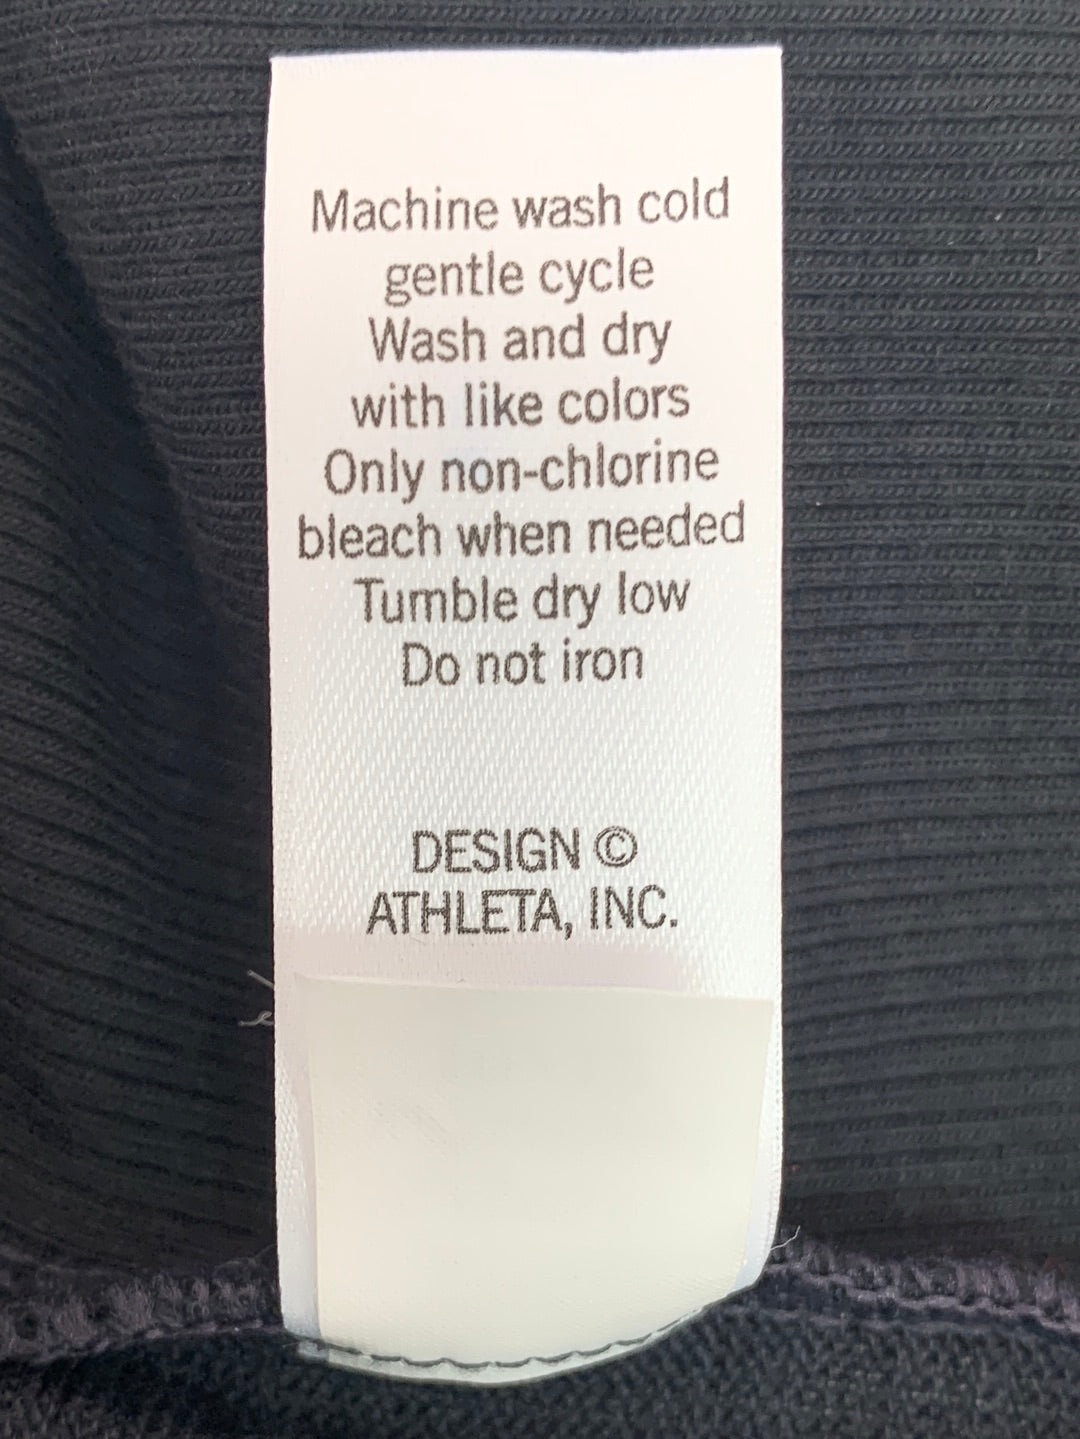 Machine wash cold
gentle cycle
Wash and dry
with like colors
Only non-chlorine
bleach when needed
Tumble dry low
Do not iron
DESIGN ©
ATHLETA, INC.